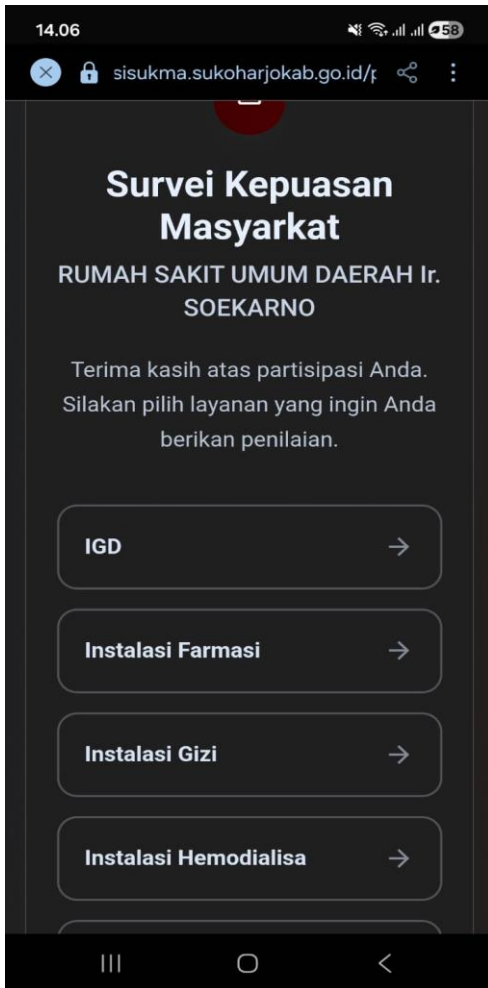 14.06
58
sisukma.sukoharjokab.go.id/p
Survei Kepuasan
Masyarkat
RUMAH SAKIT UMUM DAERAH Ir.
SOEKARNO
Terima kasih atas partisipasi Anda.
Silakan pilih layanan yang ingin Anda
berikan penilaian.
IGD
Instalasi Farmasi
Instalasi Gizi
Instalasi Hemodialisa